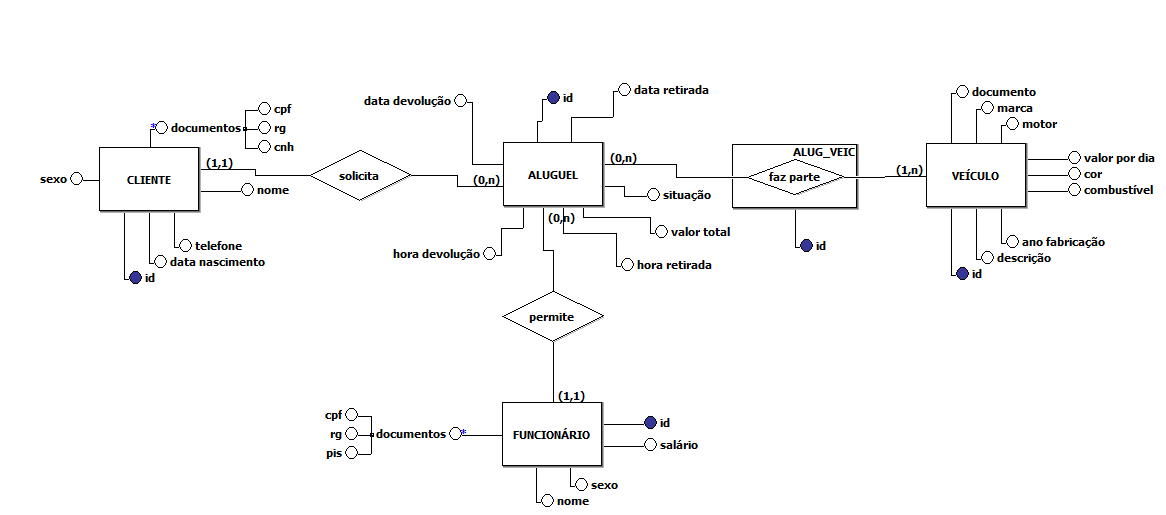 documento
data retirada
id
data devolução
marca
cpf
motor
* documentos
rg
cnh
ALUG_VEIC
(1,1)
(0,n)
valor por dia
(1,n)
cor
sexo
CLIENTE
solicita
(0,n)
ALUGUEL
faz parte
VEÍCULO
nome
combustível
situação
(0,n)
valor total
telefone
id
ano fabricação
hora devolução
descrição
data nascimento
hora retirada
id
id
permite
(1,1)
cpf
id
rg
documentos *
FUNCIONÁRIO
salário
pis
sexo
nome